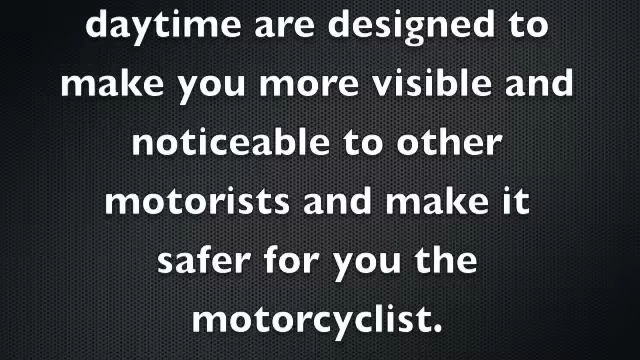 daytime are designed to
make you more visible and
noticeable to other
motorists and make it
safer for you the
motorcyclist.